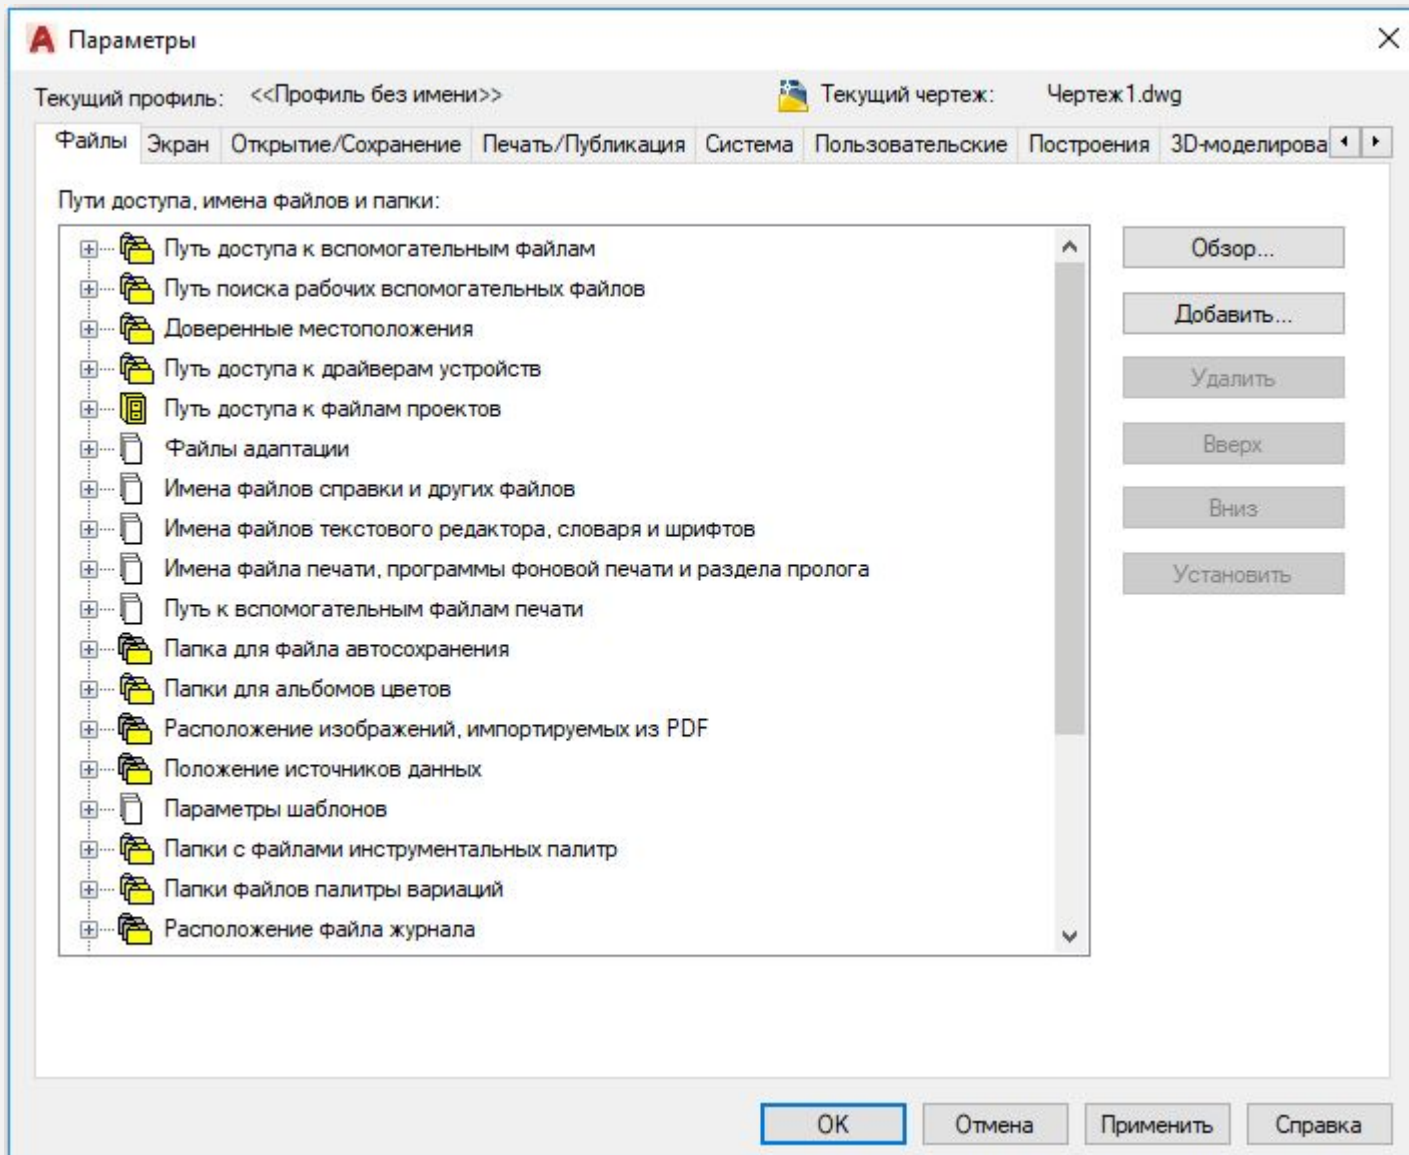 Параметры
Текущий профиль: <<Профиль без имени>> Текущий чертеж: Чертеж1.dwg
Файлы Экран Открытие/Сохранение Печать/Публикация Система Пользовательские Построения 3D-моделирова
Пути доступа, имена файлов и папки:
Путь доступа к вспомогательным файлам
Путь поиска рабочих вспомогательных файлов
Доверенные местоположения
Путь доступа к драйверам устройств
Путь доступа к файлам проектов
Файлы адаптации
Имена файлов справки и других файлов
Имена файлов текстового редактора, словаря и шрифтов
Имена файла печати, программы фоновой печати и раздела пролога
Путь к вспомогательным файлам печати
Папка для файла автосохранения
Папки для альбомов цветов
Расположение изображений, импортируемых из PDF
Положение источников данных
Параметры шаблонов
Папки с файлами инструментальных палитр
Папки файлов палитры вариаций
Расположение файла журнала
Обзор...
Добавить...
Удалить
Вверх
Вниз
Установить
OK Отмена Применить Справка